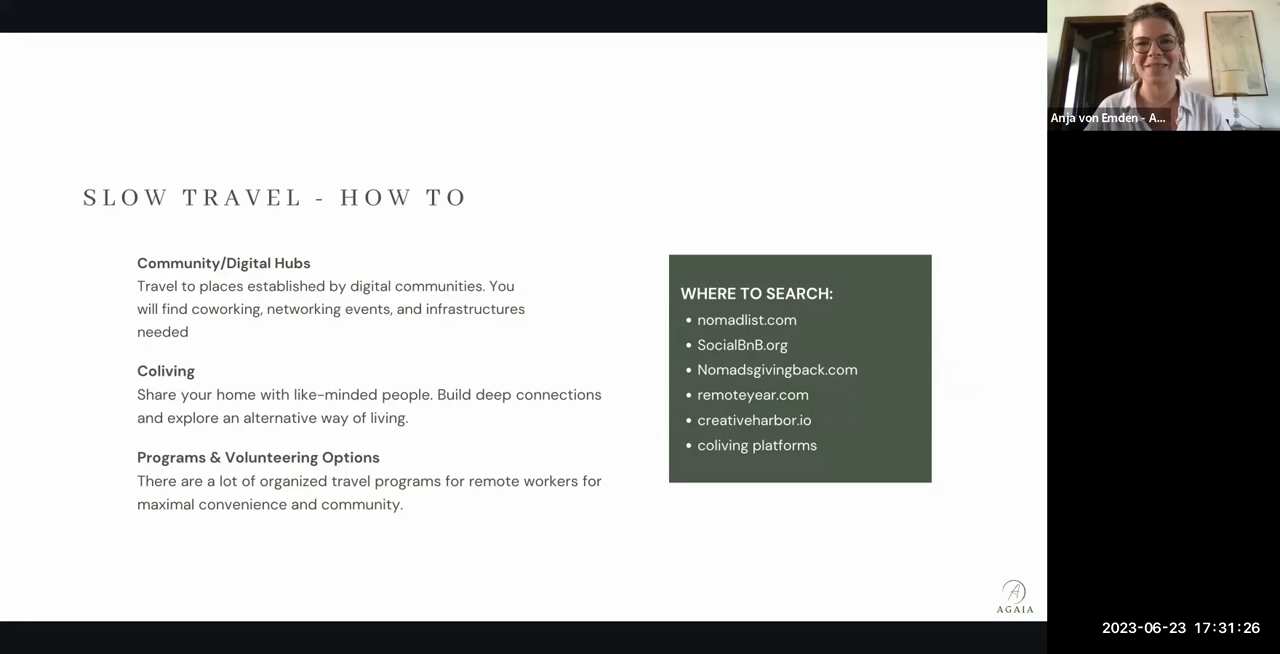 SLOW TRAVEL - HOW TO
Community/Digital Hubs
Travel to places established by digital communities. You
will find coworking, networking events, and infrastructures
needed
Coliving
Share your home with like-minded people. Build deep connections
and explore an alternative way of living.
Programs & Volunteering Options
There are a lot of organized travel programs for remote workers for
maximal convenience and community.
WHERE TO SEARCH:
• nomadlist.com
• SocialBnB.org
• Nomadsgivingback.com
• remoteyear.com
• creativeharbor.io
• coliving platforms
A
AGAIA
Anja von Emden - A...
2023-06-23 17:31:26